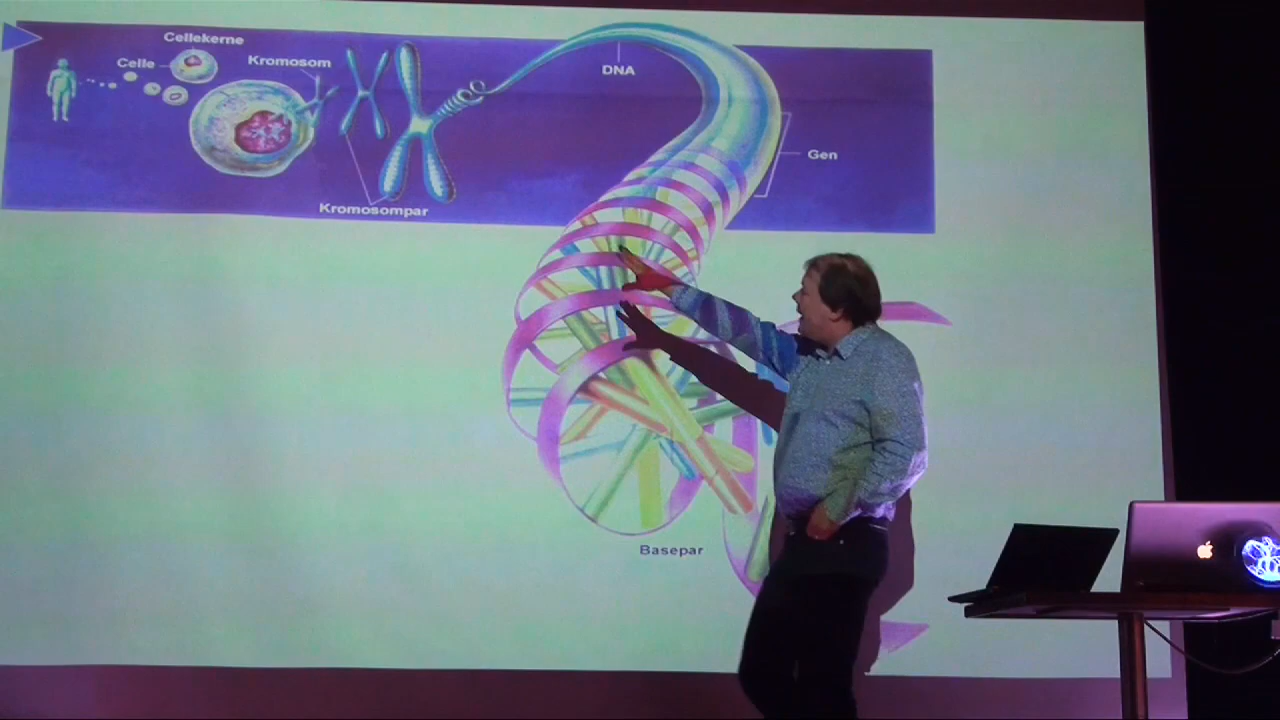 Cellekerne
Celle
Kromosom
DNA
Gen
Kromosompar
Basepar